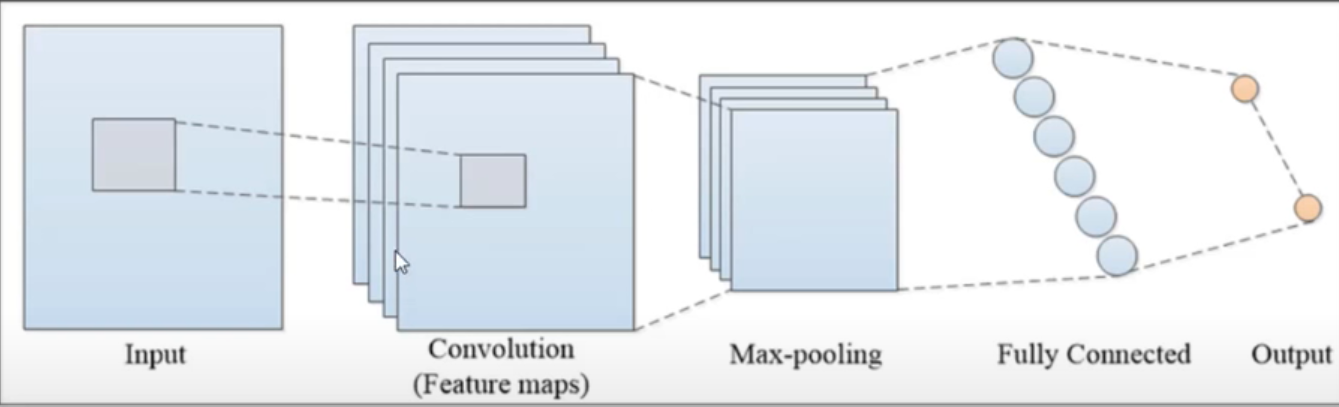 Input
Convolution
(Feature maps)
Max-pooling
Fully Connected
Output